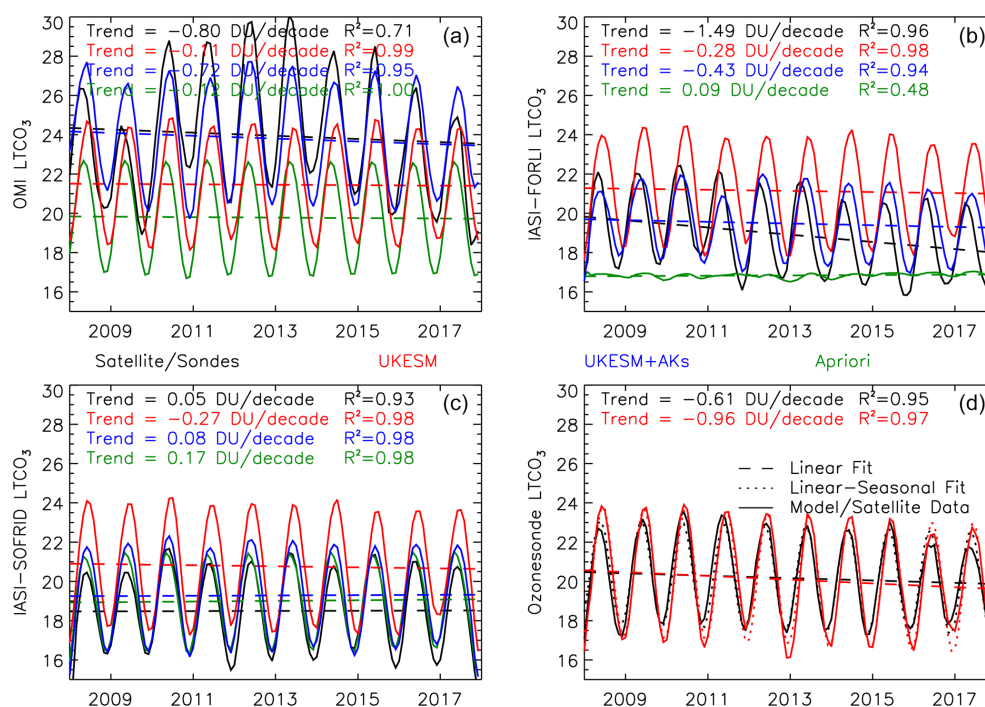 Trend = −0.80 DU/decade R²=0.71
(a)
Trend = −0.11 DU/decade R²=0.99
Trend = −0.72 DU/decade R²=0.95
Trend = −0.12 DU/decade R²=1.00
30
28
26
24
22
20
18
16
OMI LTCO₃
2009 2011 2013 2015 2017
Trend = −1.49 DU/decade R²=0.96
(b)
Trend = −0.28 DU/decade R²=0.98
Trend = −0.43 DU/decade R²=0.94
Trend = 0.09 DU/decade R²=0.48
30
28
26
24
22
20
18
16
IASI−FORLI LTCO₃
2009 2011 2013 2015 2017
Satellite/Sondes UKESM UKESM+AKs Apriori
Trend = 0.05 DU/decade R²=0.93
(c)
Trend = −0.27 DU/decade R²=0.98
Trend = 0.08 DU/decade R²=0.98
Trend = 0.17 DU/decade R²=0.98
30
28
26
24
22
20
18
16
IASI−SOFRID LTCO₃
2009 2011 2013 2015 2017
Trend = −0.61 DU/decade R²=0.95
(d)
Trend = −0.96 DU/decade R²=0.97
Linear Fit
Linear−Seasonal Fit
Model/Satellite Data
30
28
26
24
22
20
18
16
Ozonesonde LTCO₃
2009 2011 2013 2015 2017